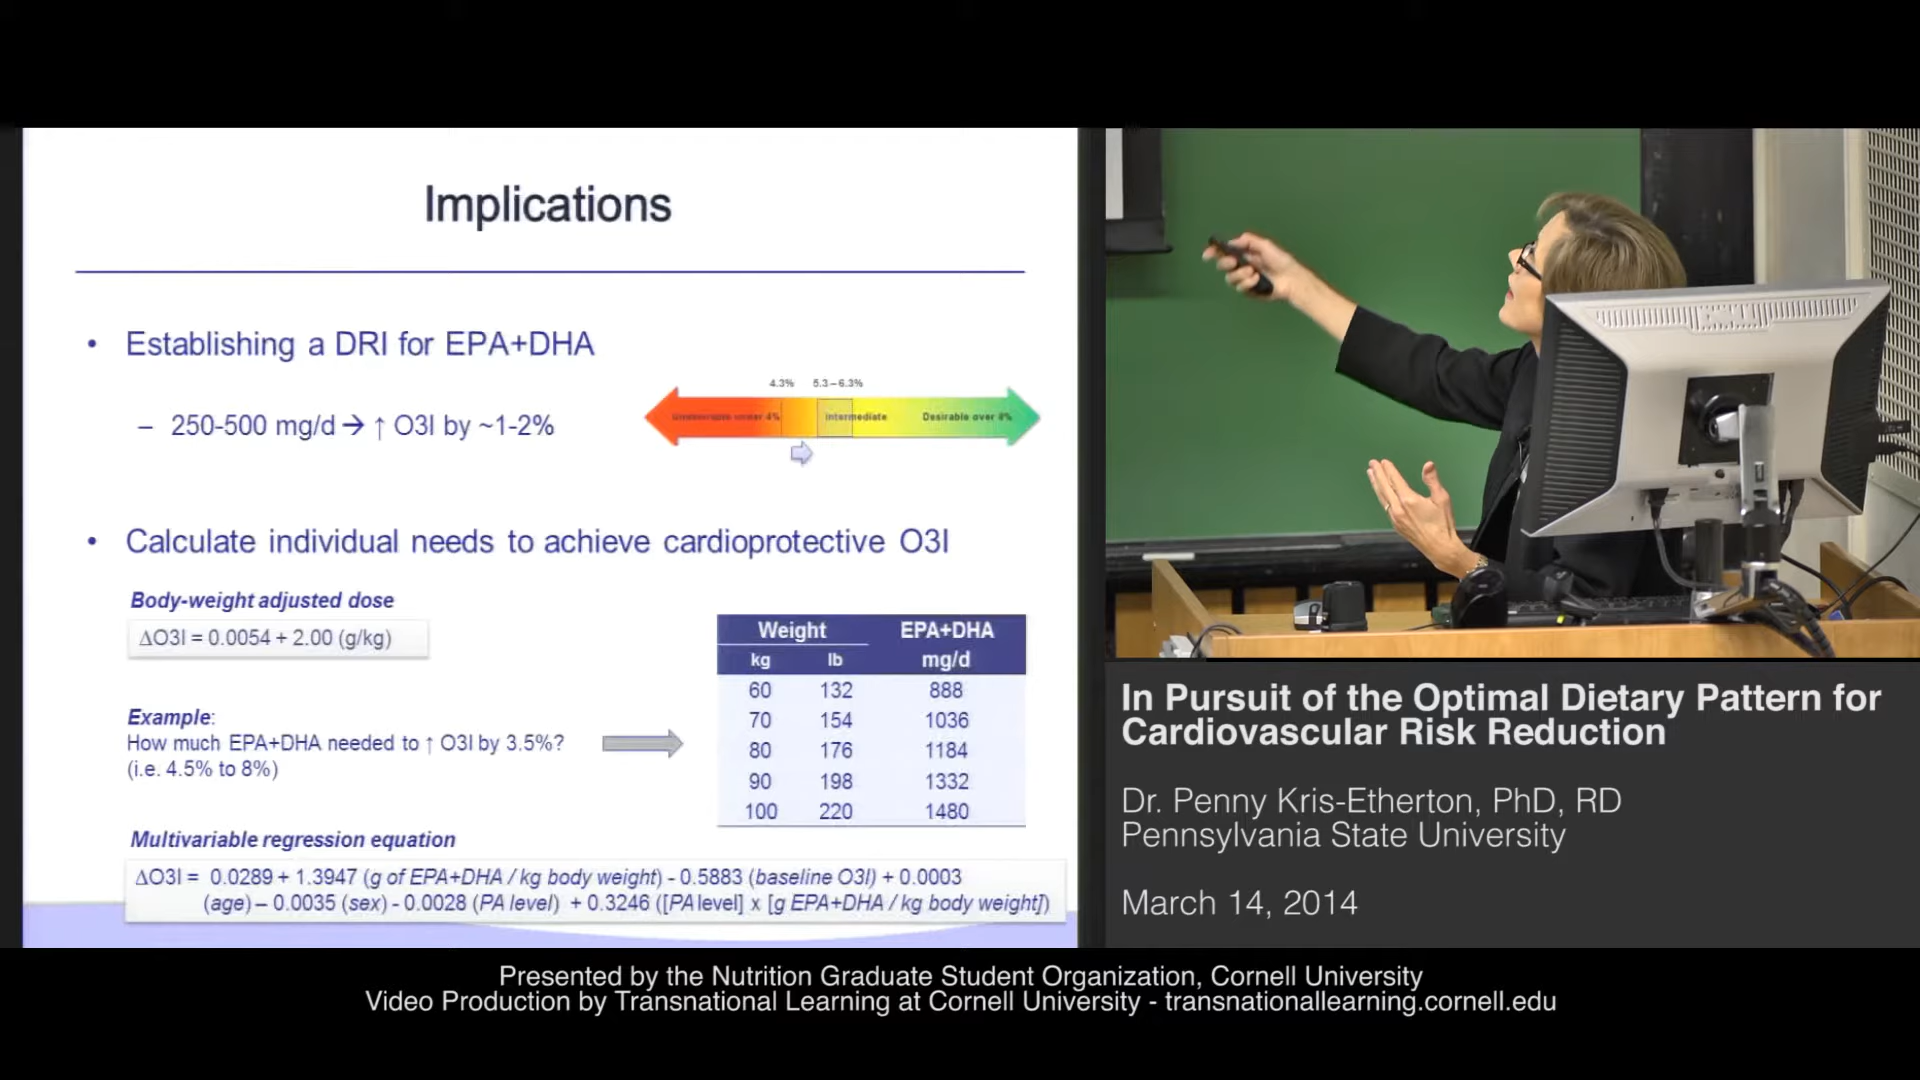 Implications
• Establishing a DRI for EPA+DHA
– 250-500 mg/d → ↑ O3I by ~1-2%
4.3% 5.3–6.3%
Intermediate Desirable over 8%
• Calculate individual needs to achieve cardioprotective O3I
Body-weight adjusted dose
ΔO3I = 0.0054 + 2.00 (g/kg)
Example:
How much EPA+DHA needed to ↑ O3I by 3.5%?
(i.e. 4.5% to 8%)
Weight EPA+DHA
kg lb mg/d
60 132 888
70 154 1036
80 176 1184
90 198 1332
100 220 1480
Multivariable regression equation
ΔO3I = 0.0289 + 1.3947 (g of EPA+DHA / kg body weight) - 0.5883 (baseline O3I) + 0.0003
(age) – 0.0035 (sex) - 0.0028 (PA level) + 0.3246 ([PA level] x [g EPA+DHA / kg body weight])
In Pursuit of the Optimal Dietary Pattern for
Cardiovascular Risk Reduction
Dr. Penny Kris-Etherton, PhD, RD
Pennsylvania State University
March 14, 2014
Presented by the Nutrition Graduate Student Organization, Cornell University
Video Production by Transnational Learning at Cornell University - transnationallearning.cornell.edu